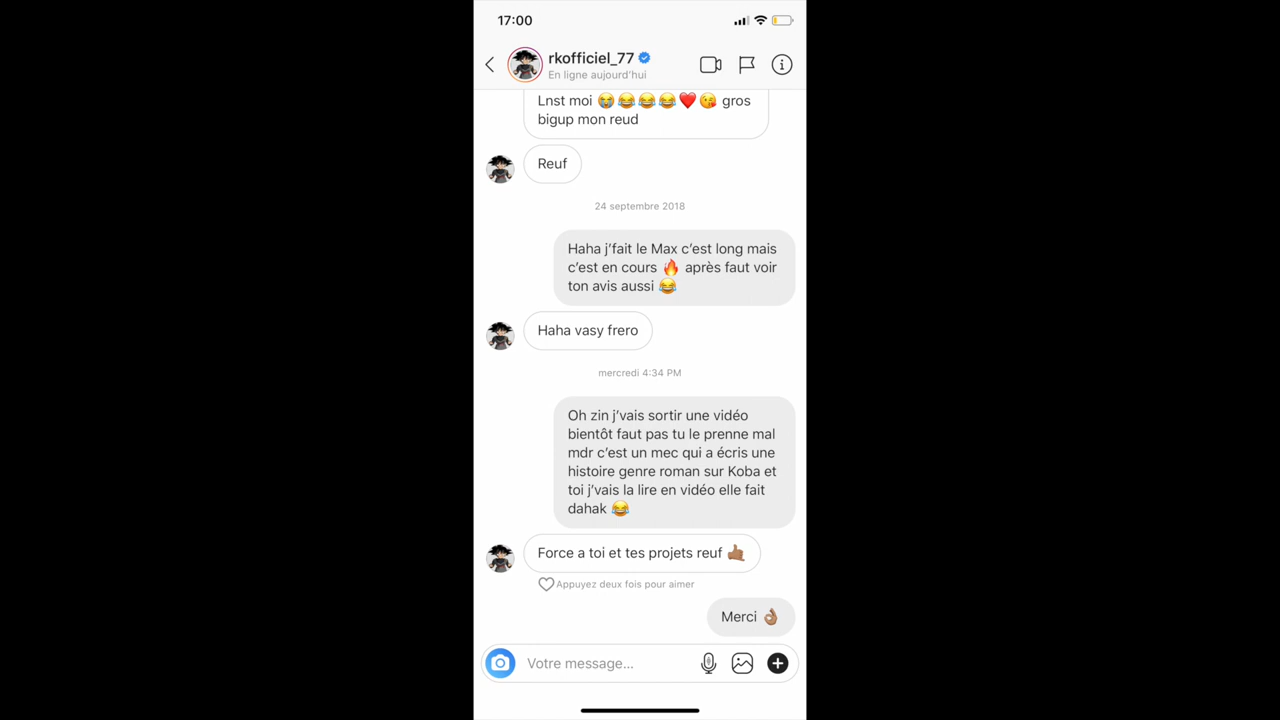 17:00
rkofficiel_77
En ligne aujourd'hui
Lnst moi 😭😂😂😂❤️😘 gros
bigup mon reud
Reuf
24 septembre 2018
Haha j'fait le Max c'est long mais
c'est en cours 🔥 après faut voir
ton avis aussi 😂
Haha vasy frero
mercredi 4:34 PM
Oh zin j'vais sortir une vidéo
bientôt faut pas tu le prenne mal
mdr c'est un mec qui a écris une
histoire genre roman sur Koba et
toi j'vais la lire en vidéo elle fait
dahak 😂
Force a toi et tes projets reuf 🤙🏽
Appuyez deux fois pour aimer
Merci 👌🏽
Votre message...